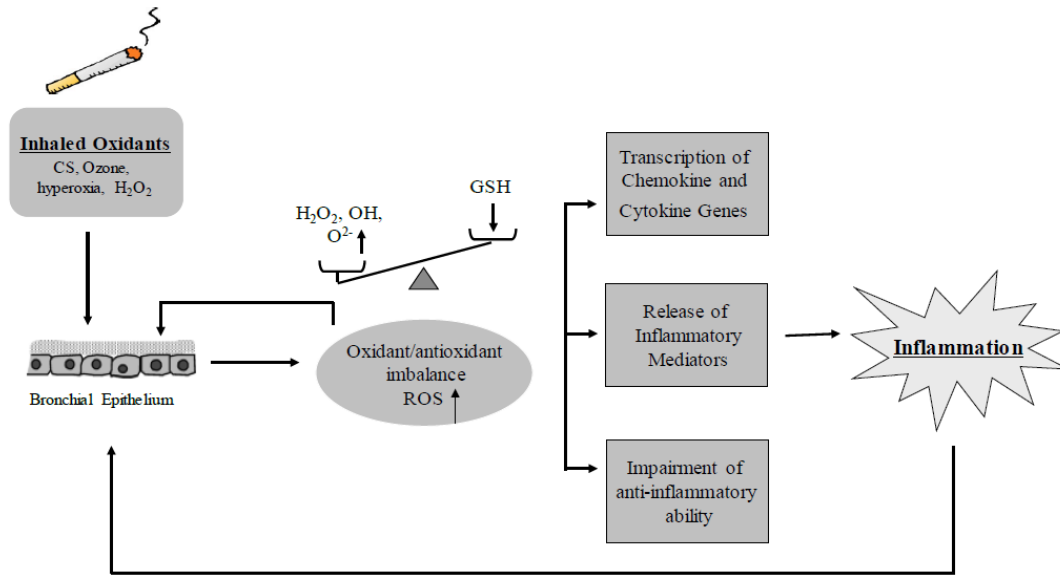 Inhaled Oxidants
CS, Ozone,
hyperoxia, H₂O₂
H₂O₂, OH,
O²⁻
GSH
Bronchial Epithelium
Oxidant/antioxidant
imbalance
ROS
Transcription of
Chemokine and
Cytokine Genes
Release of
Inflammatory
Mediators
Impairment of
anti-inflammatory
ability
Inflammation